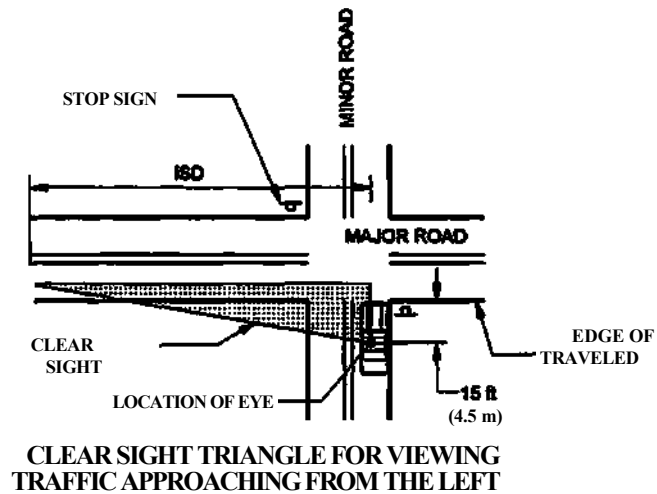 MINOR ROAD
STOP SIGN
ISD
MAJOR ROAD
CLEAR
SIGHT
EDGE OF
TRAVELED
LOCATION OF EYE
15 ft
(4.5 m)
CLEAR SIGHT TRIANGLE FOR VIEWING
TRAFFIC APPROACHING FROM THE LEFT